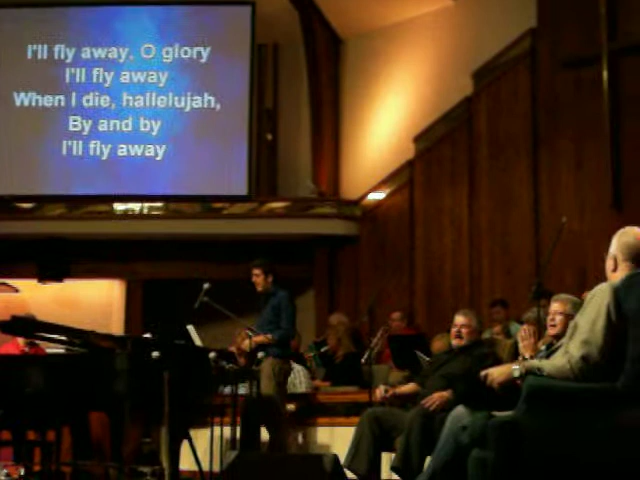 I'll fly away, O glory
I'll fly away
When I die, hallelujah,
By and by
I'll fly away